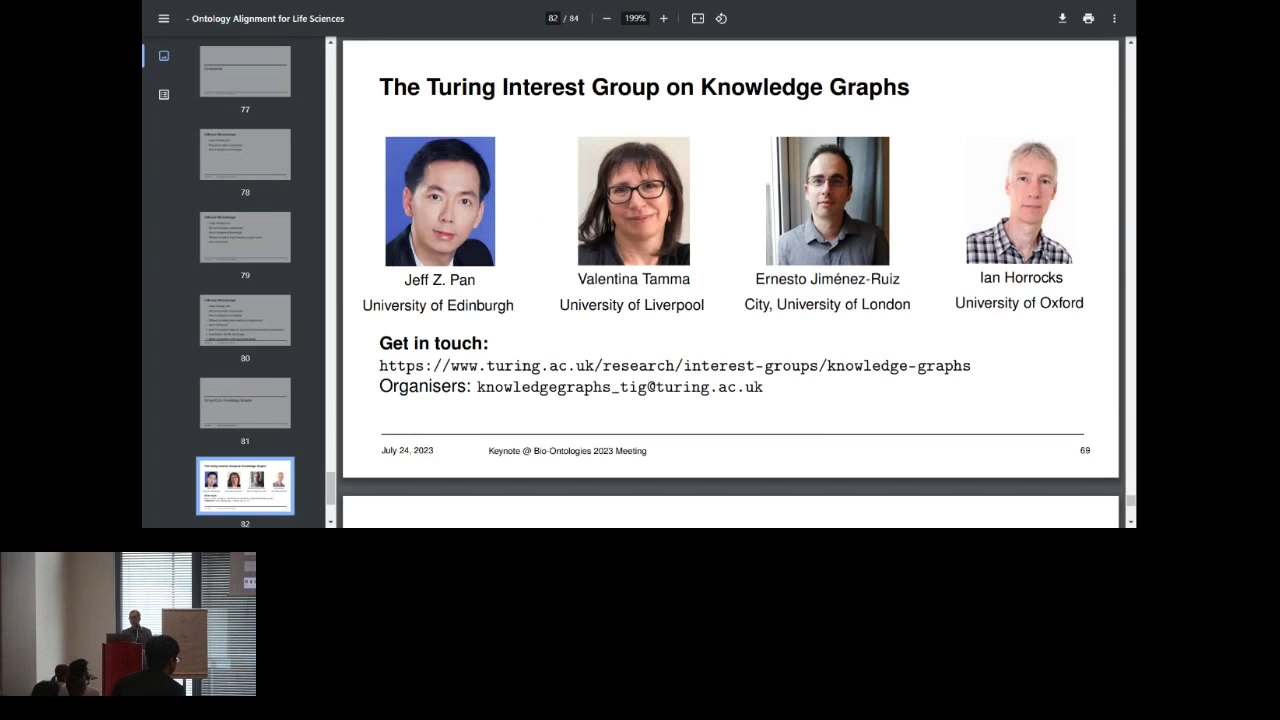 - Ontology Alignment for Life Sciences
82 / 84
199%
77
78
79
80
81
82
The Turing Interest Group on Knowledge Graphs
Jeff Z. Pan
Valentina Tamma
Ernesto Jiménez-Ruiz
Ian Horrocks
University of Edinburgh
University of Liverpool
City, University of London
University of Oxford
Get in touch:
https://www.turing.ac.uk/research/interest-groups/knowledge-graphs
Organisers: knowledgegraphs_tig@turing.ac.uk
July 24, 2023
Keynote @ Bio-Ontologies 2023 Meeting
69